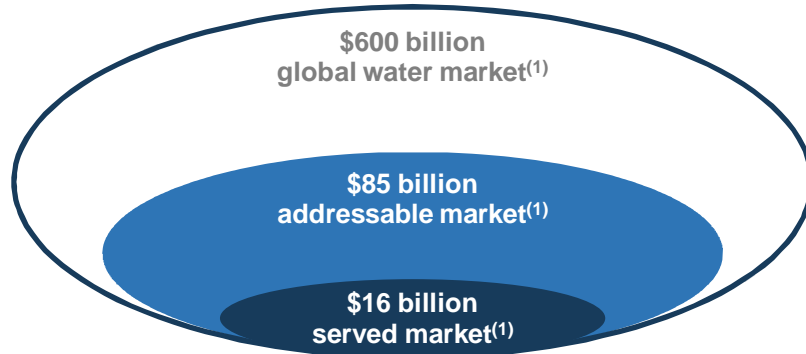 $600 billion
global water market(1)
$85 billion
addressable market(1)
$16 billion
served market(1)